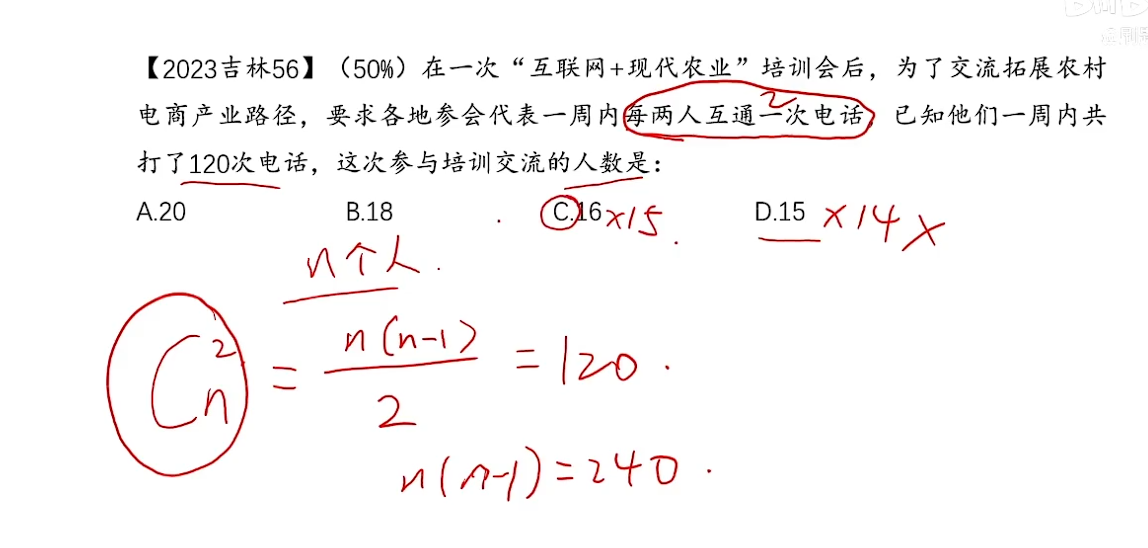 【2023吉林56】（50%）在一次“互联网+现代农业”培训会后，为了交流拓展农村
电商产业路径，要求各地参会代表一周内每两人互通一次电话，已知他们一周内共
2
打了120次电话，这次参与培训交流的人数是：
A.20 B.18 C.16 ×15 D.15 ×14 ×
n个人
C²ₙ = n(n-1)/2 = 120
n(n-1)=240